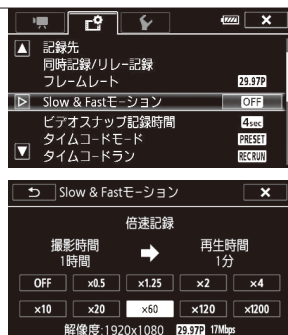 記録先
同時記録/リレー記録
フレームレート 29.97P
Slow & Fastモーション OFF
ビデオスナップ記録時間 4sec
タイムコードモード PRESET
タイムコードラン RECRUN
Slow & Fastモーション
倍速記録
撮影時間 再生時間
1時間 1分
OFF x0.5 x1.25 x2 x4
x10 x20 x60 x120 x1200
解像度:1920x1080 29.97P 17Mbps